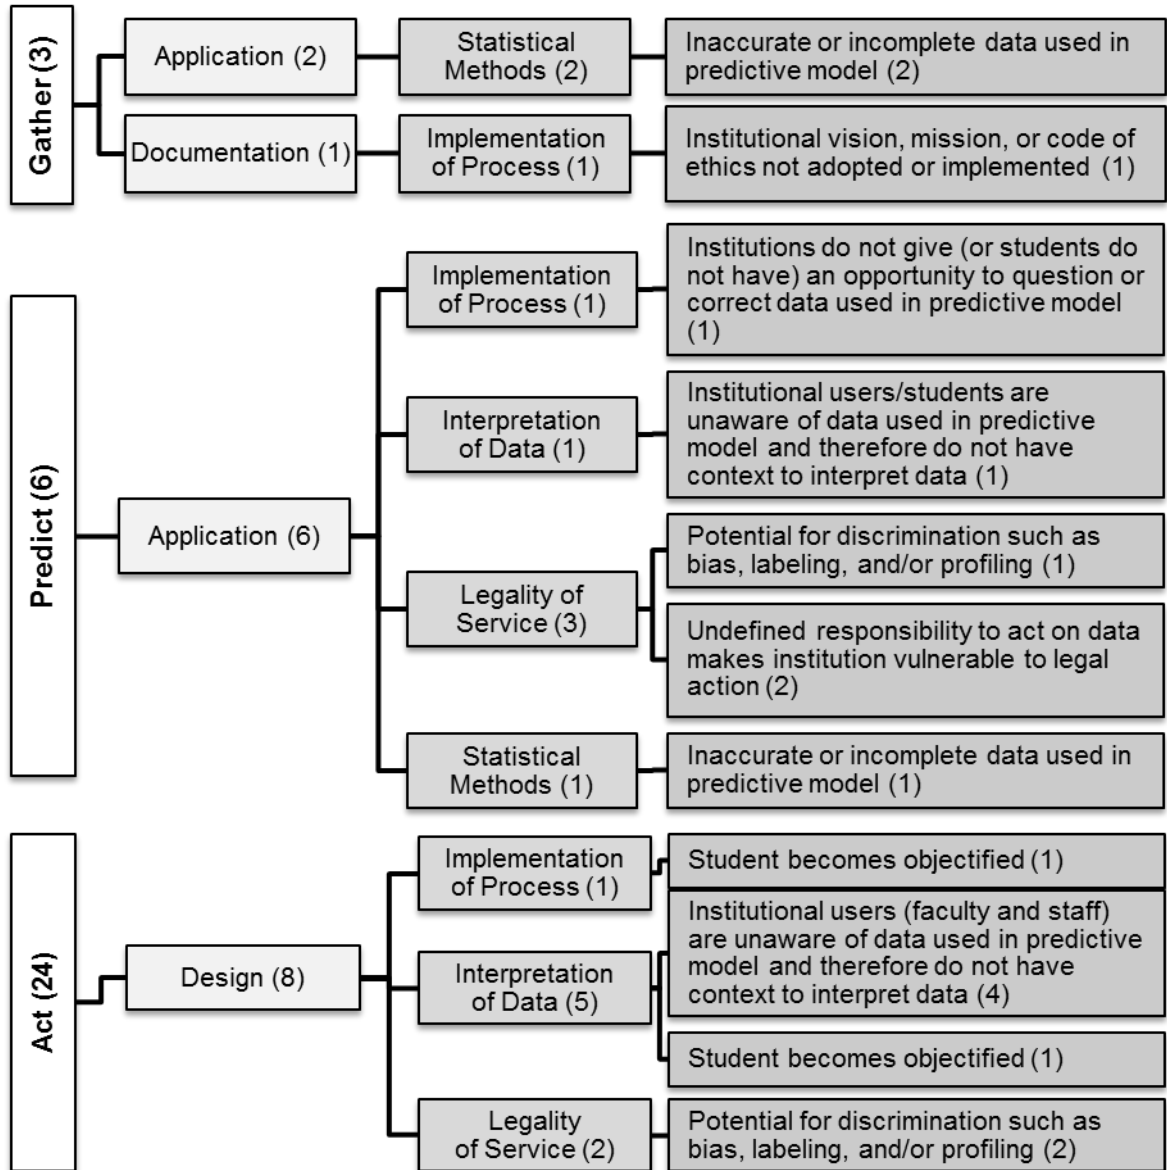 Gather (3)
Application (2)
Statistical
Methods (2)
Inaccurate or incomplete data used in
predictive model (2)
Documentation (1)
Implementation
of Process (1)
Institutional vision, mission, or code of
ethics not adopted or implemented (1)
Predict (6)
Application (6)
Implementation
of Process (1)
Institutions do not give (or students do
not have) an opportunity to question or
correct data used in predictive model
(1)
Interpretation
of Data (1)
Institutional users/students are
unaware of data used in predictive
model and therefore do not have
context to interpret data (1)
Legality of
Service (3)
Potential for discrimination such as
bias, labeling, and/or profiling (1)
Undefined responsibility to act on data
makes institution vulnerable to legal
action (2)
Statistical
Methods (1)
Inaccurate or incomplete data used in
predictive model (1)
Act (24)
Design (8)
Implementation
of Process (1)
Student becomes objectified (1)
Interpretation
of Data (5)
Institutional users (faculty and staff)
are unaware of data used in predictive
model and therefore do not have
context to interpret data (4)
Student becomes objectified (1)
Legality
of Service (2)
Potential for discrimination such as
bias, labeling, and/or profiling (2)